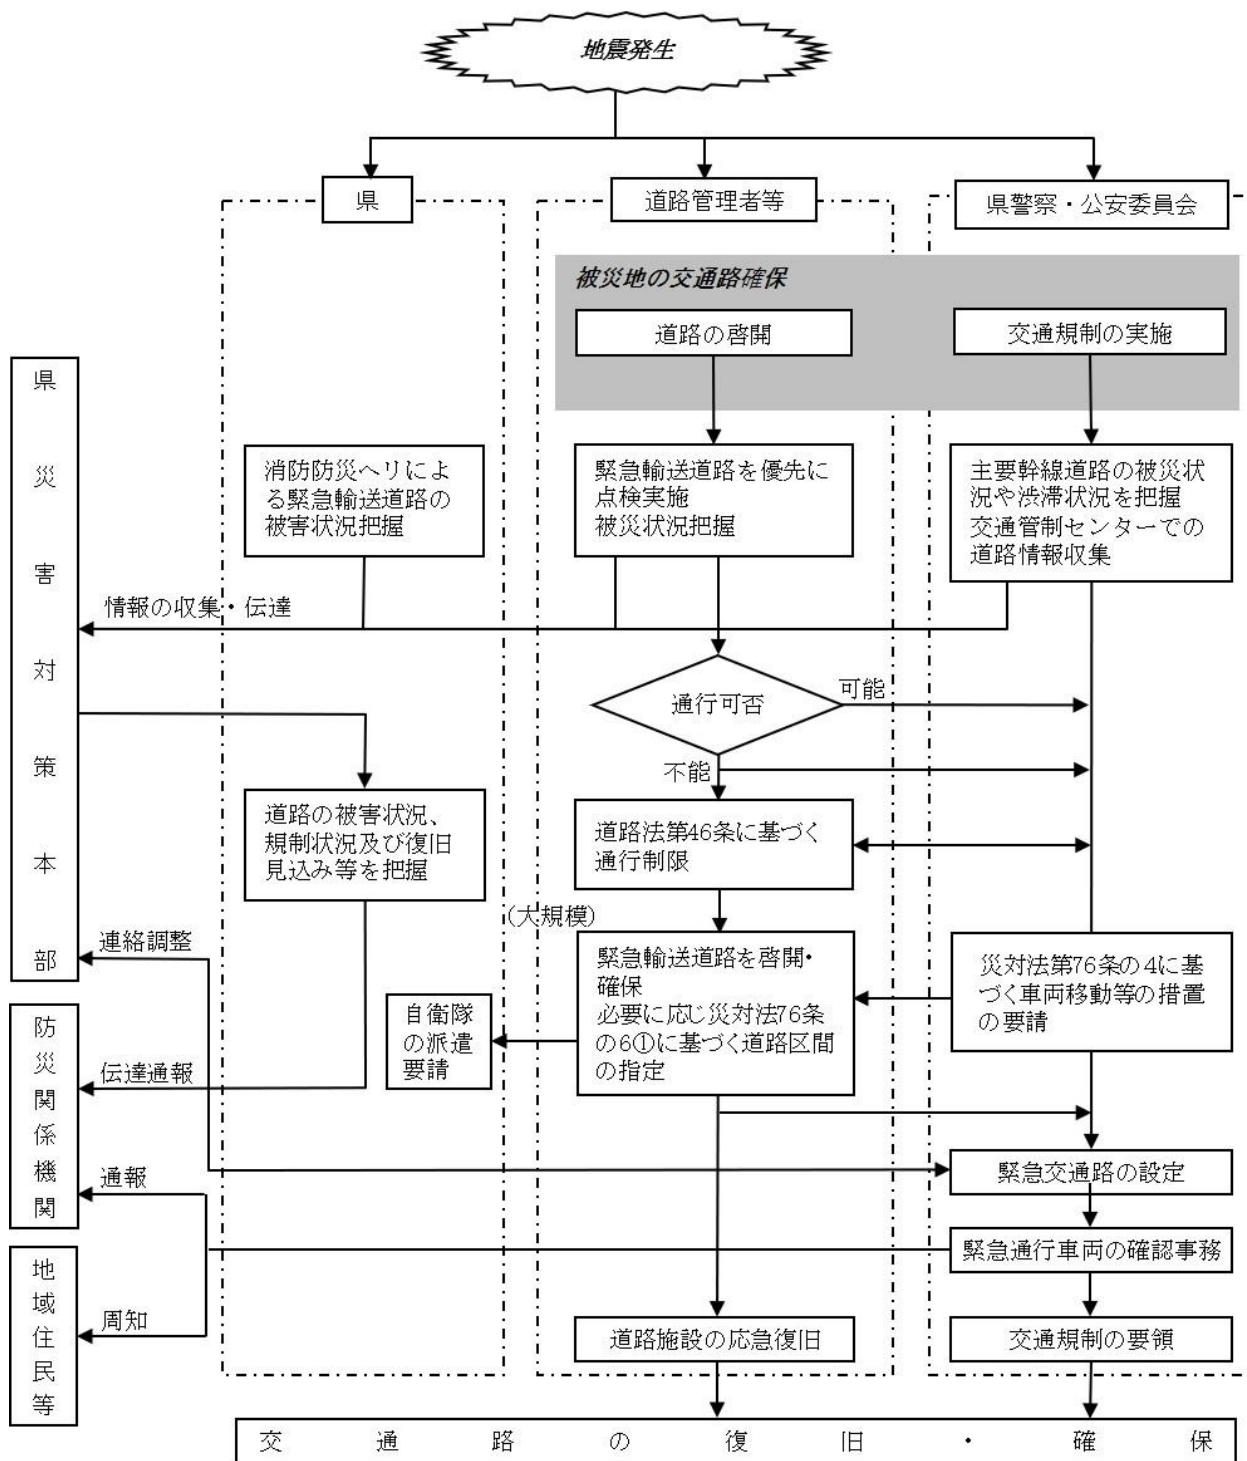 地震発生
県
道路管理者等
県警察・公安委員会
被災地の交通路確保
道路の啓開
交通規制の実施
県災害対策本部
消防防災ヘリによ
る緊急輸送道路の
被害状況把握
緊急輸送道路を優先に
点検実施
被災状況把握
主要幹線道路の被災状
況や渋滞状況を把握
交通管制センターでの
道路情報収集
情報の収集・伝達
通行可否
可能
不能
道路の被害状況、
規制状況及び復旧
見込み等を把握
道路法第46条に基づく
通行制限
(大規模)
連絡調整
緊急輸送道路を啓開・
確保
必要に応じ災対法76条
の6①に基づく道路区間
の指定
災対法第76条の4に基
づく車両移動等の措置
の要請
自衛隊
の派遣
要請
防災関係機関
伝達通報
通報
緊急交通路の設定
緊急通行車両の確認事務
地域住民等
周知
道路施設の応急復旧
交通規制の要領
交通路の復旧・確保